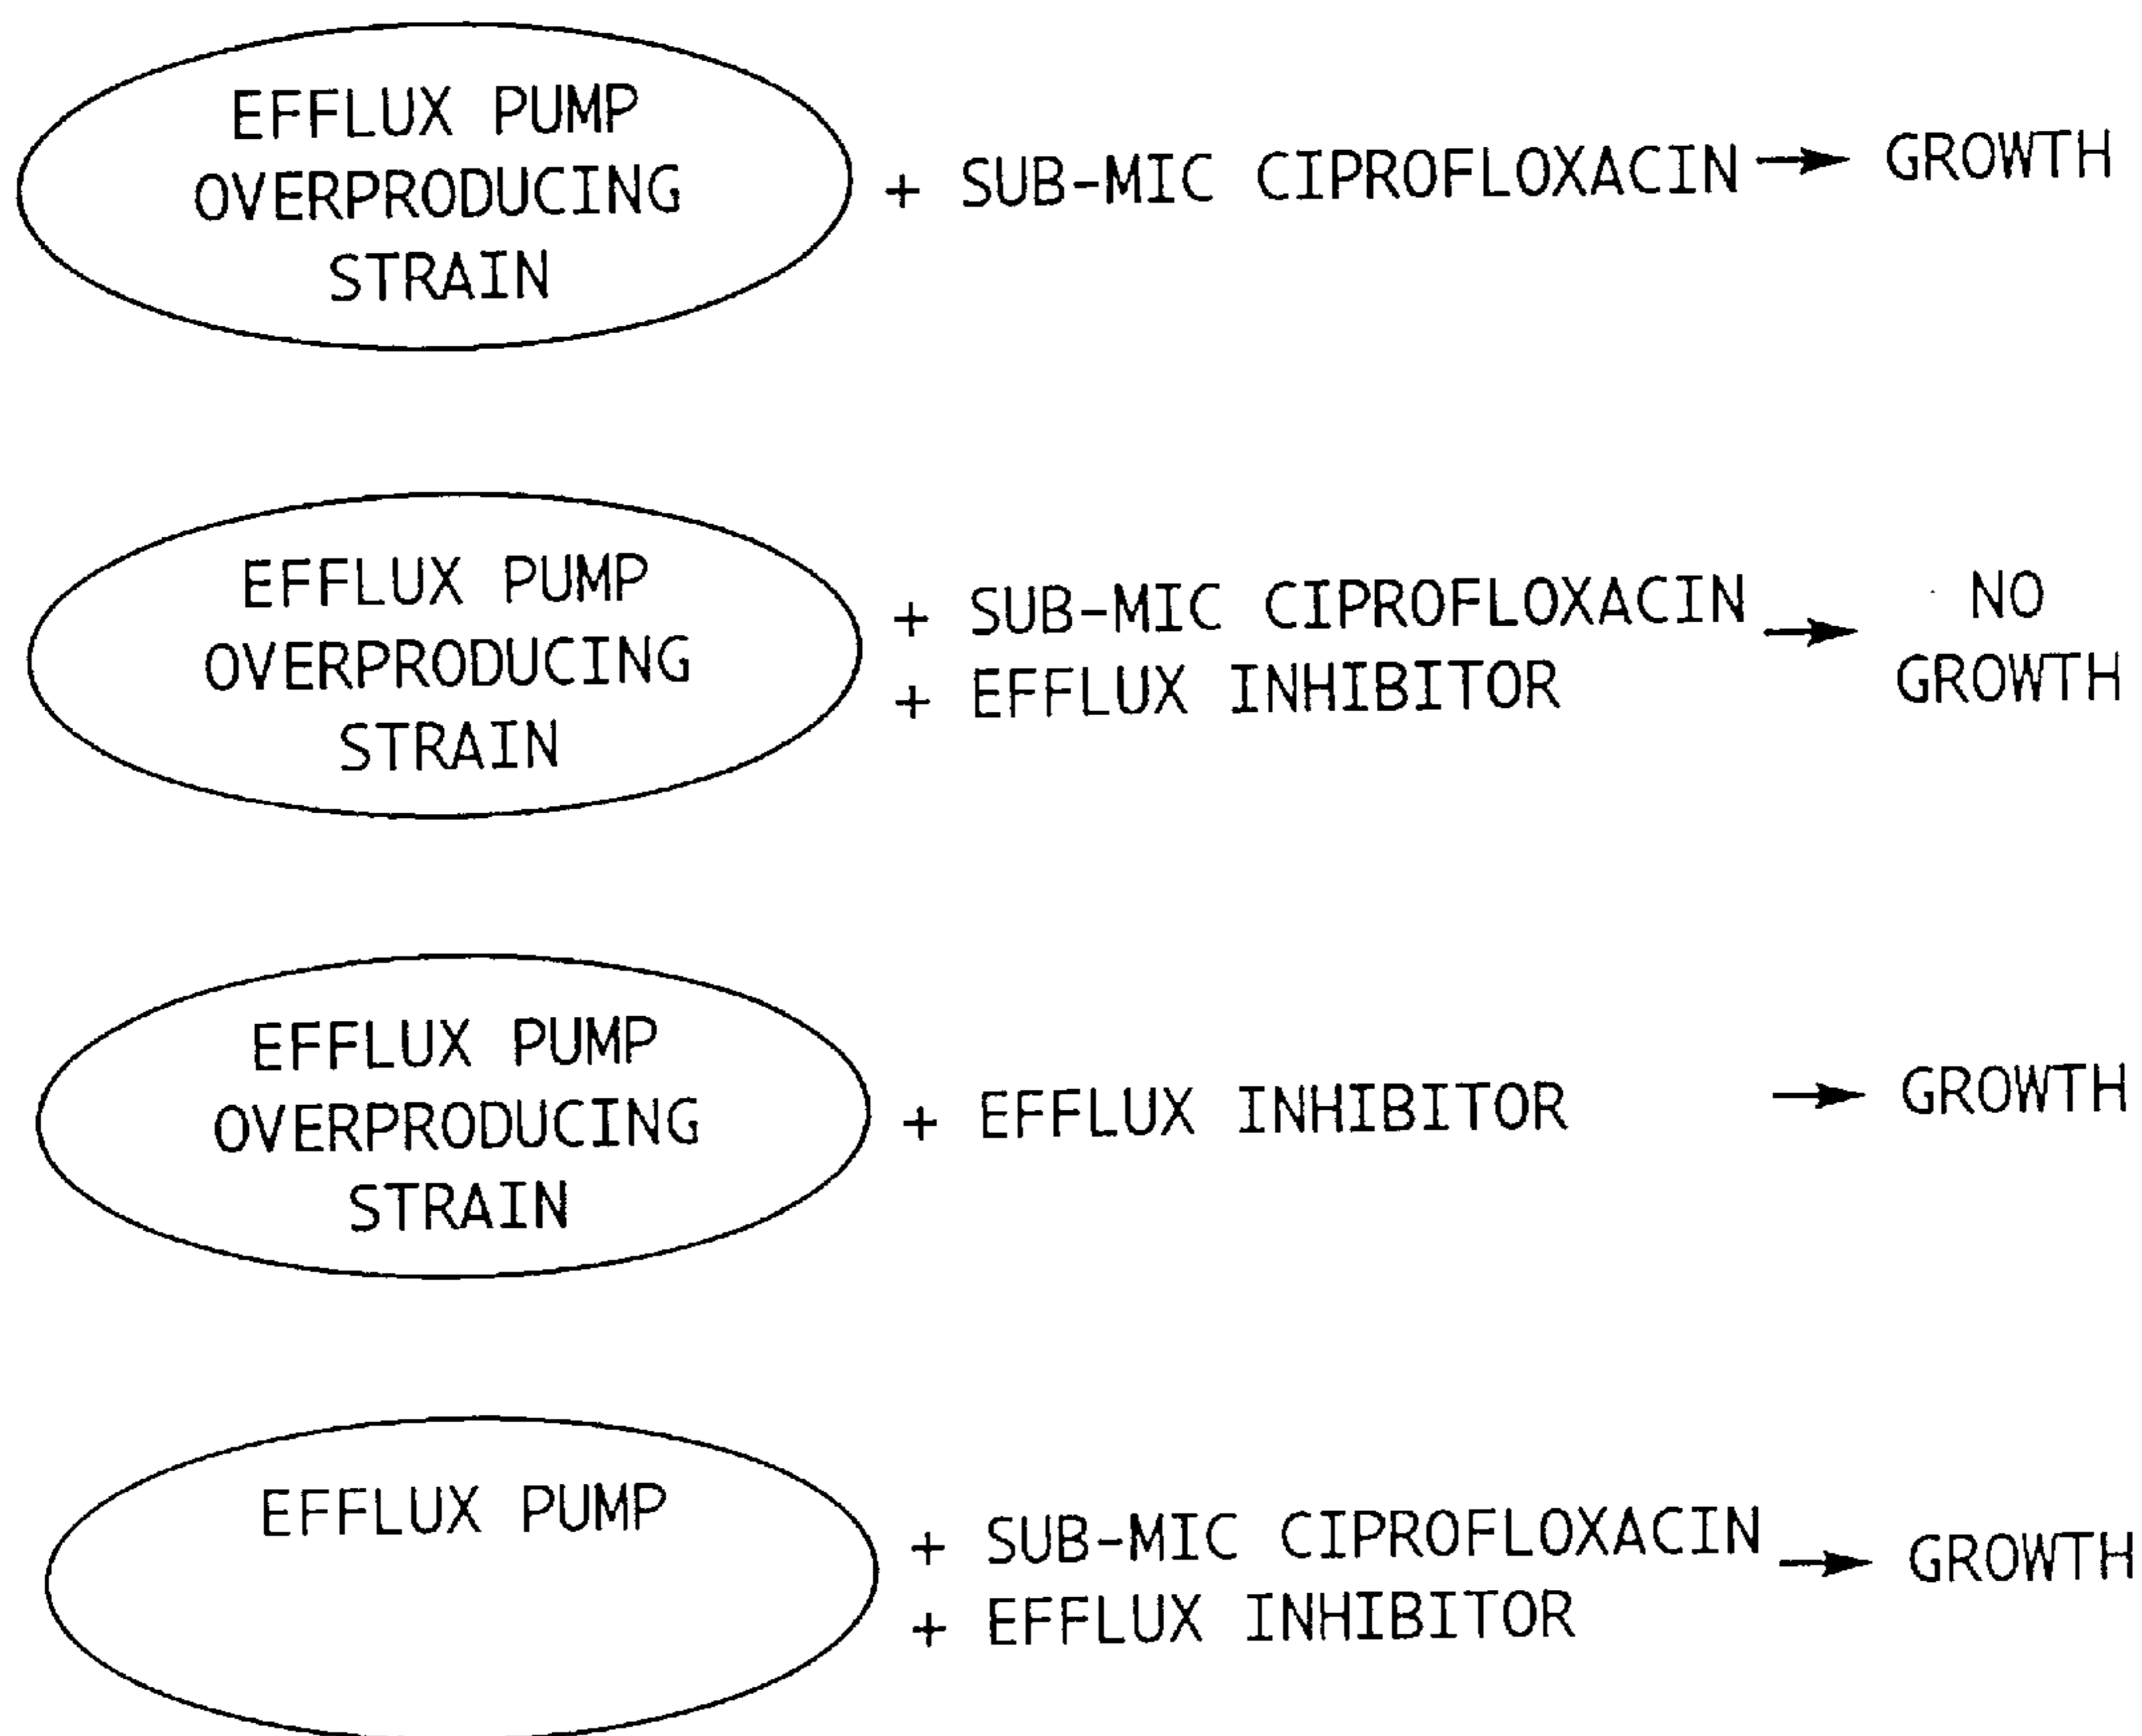 EFFLUX PUMP
OVERPRODUCING
STRAIN
+ SUB-MIC CIPROFLOXACIN → GROWTH
EFFLUX PUMP
OVERPRODUCING
STRAIN
+ SUB-MIC CIPROFLOXACIN
+ EFFLUX INHIBITOR
→ NO
GROWTH
EFFLUX PUMP
OVERPRODUCING
STRAIN
+ EFFLUX INHIBITOR → GROWTH
EFFLUX PUMP
+ SUB-MIC CIPROFLOXACIN
+ EFFLUX INHIBITOR
→ GROWTH